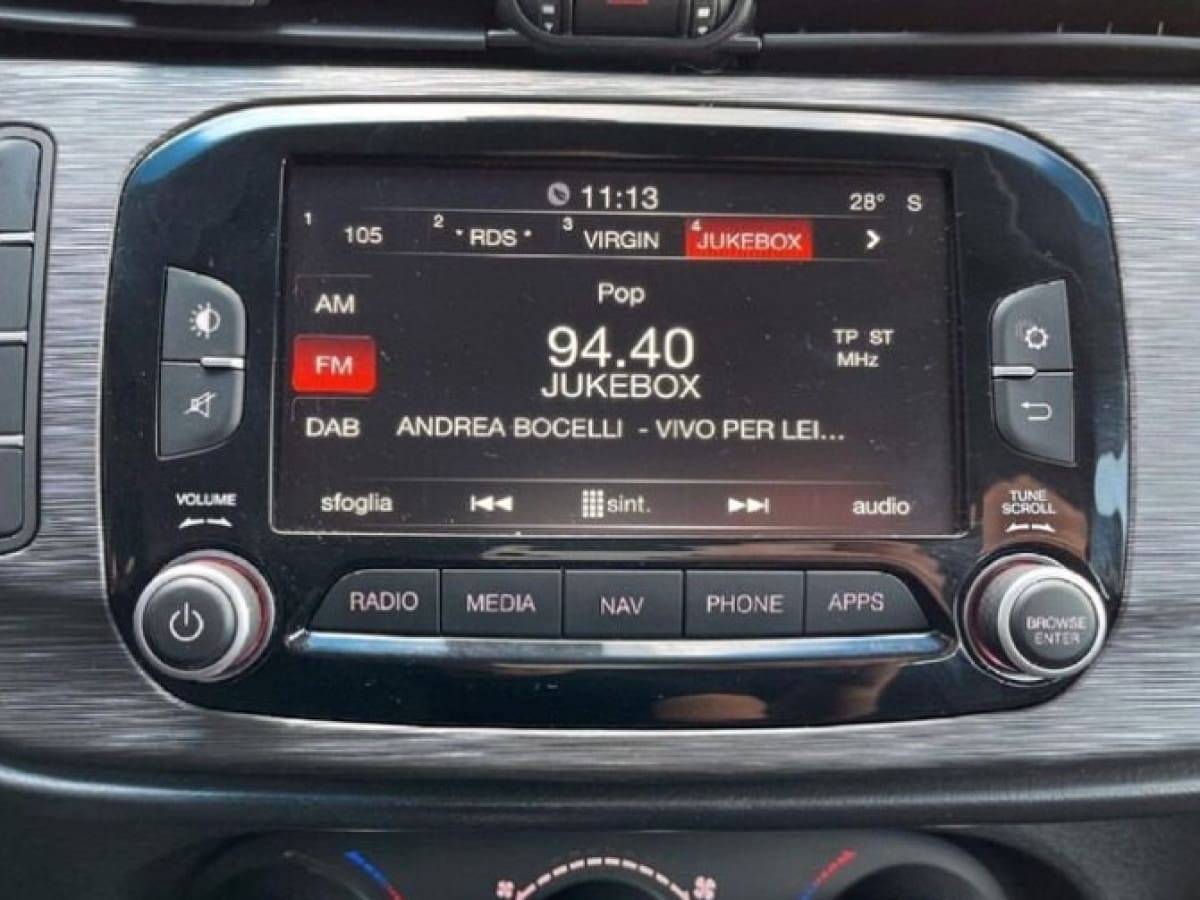 11:13 28° S
1 105 2 * RDS * 3 VIRGIN 4 JUKEBOX
Pop
AM
94.40 TP ST
MHz
FM
JUKEBOX
DAB ANDREA BOCELLI - VIVO PER LEI...
sfoglia sint. audio
VOLUME
TUNE
SCROLL
RADIO MEDIA NAV PHONE APPS
BROWSE
ENTER